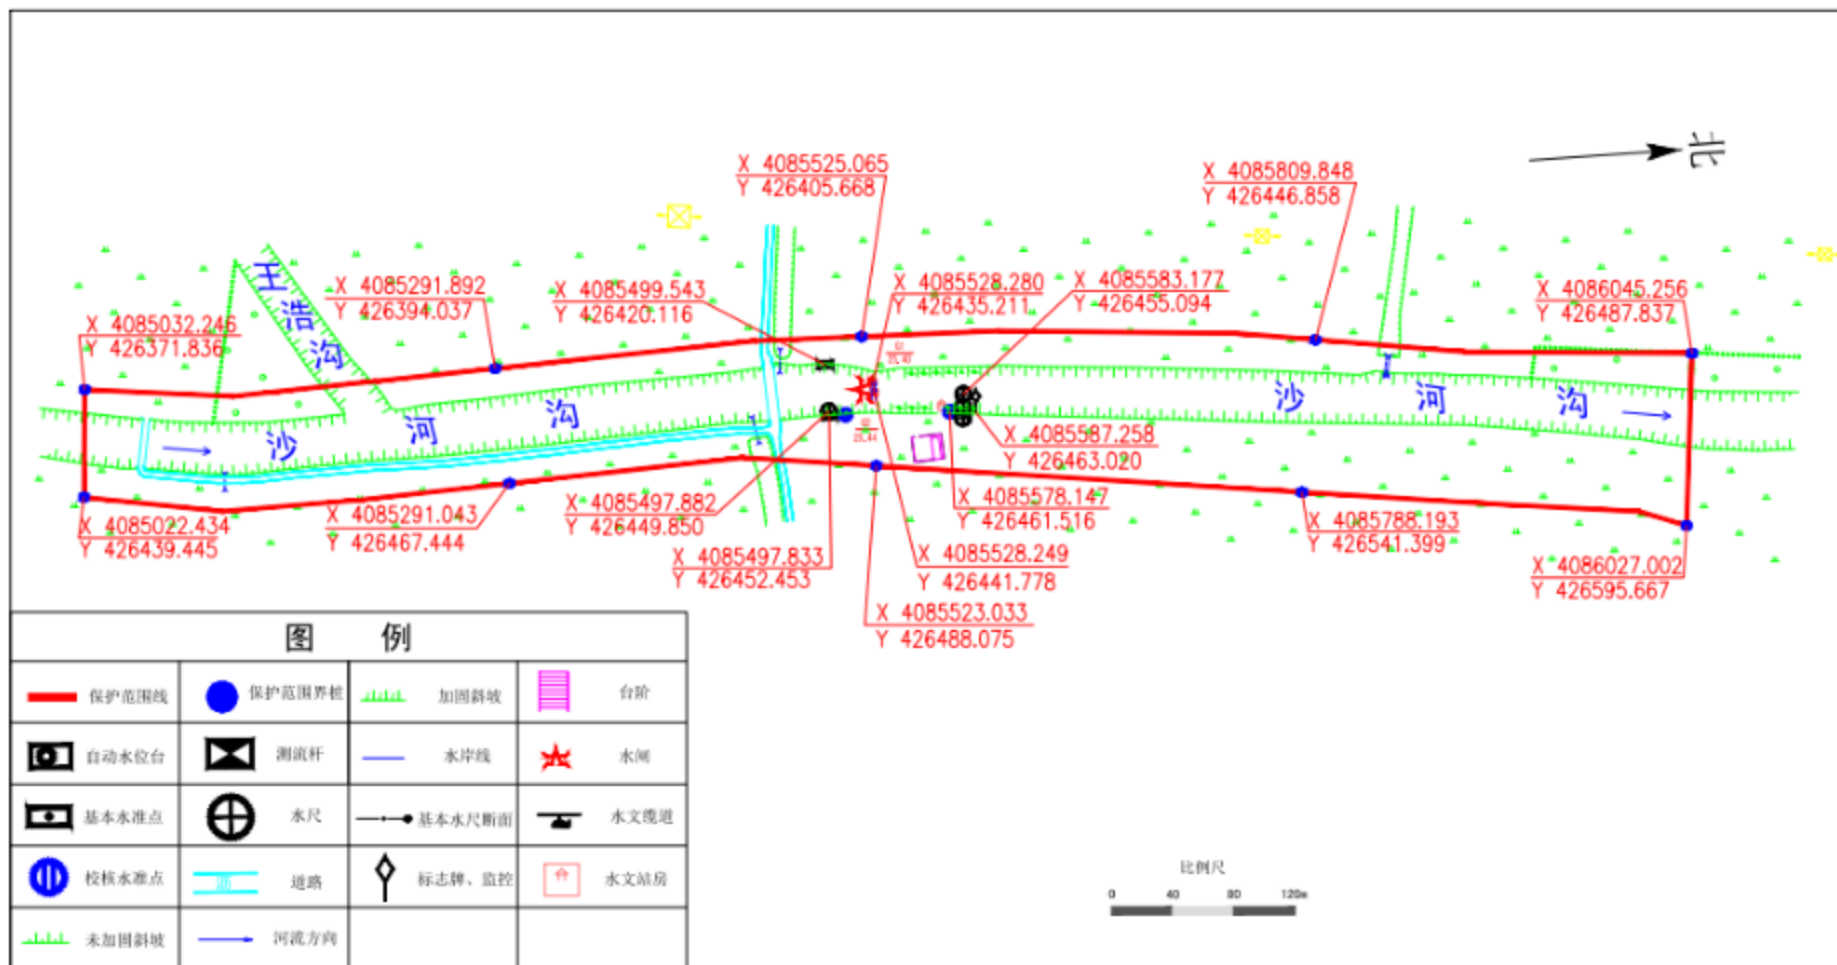 北
X 4085525.065
Y 426405.668
X 4085809.848
Y 426446.858
王
浩
沟
X 4085291.892
Y 426394.037
X 4085499.543
Y 426420.116
X 4085528.280
Y 426435.211
X 4085583.177
Y 426455.094
X 4086045.256
Y 426487.837
X 4085032.246
Y 426371.836
沙 河 沟
沙 河 沟
X 4085587.258
Y 426463.020
X 4085022.434
Y 426439.445
X 4085291.043
Y 426467.444
X 4085497.882
Y 426449.850
X 4085578.147
Y 426461.516
X 4085788.193
Y 426541.399
X 4085497.833
Y 426452.453
X 4085528.249
Y 426441.778
X 4086027.002
Y 426595.667
X 4085523.033
Y 426488.075
图 例
保护范围线 保护范围界桩 加固斜坡 台阶
自动水位台 测流杆 水岸线 水闸
基本水准点 水尺 基本水尺断面 水文缆道
校核水准点 道路 标志牌、监控 水文站房
未加固斜坡 河流方向
比例尺
0 40 80 120m